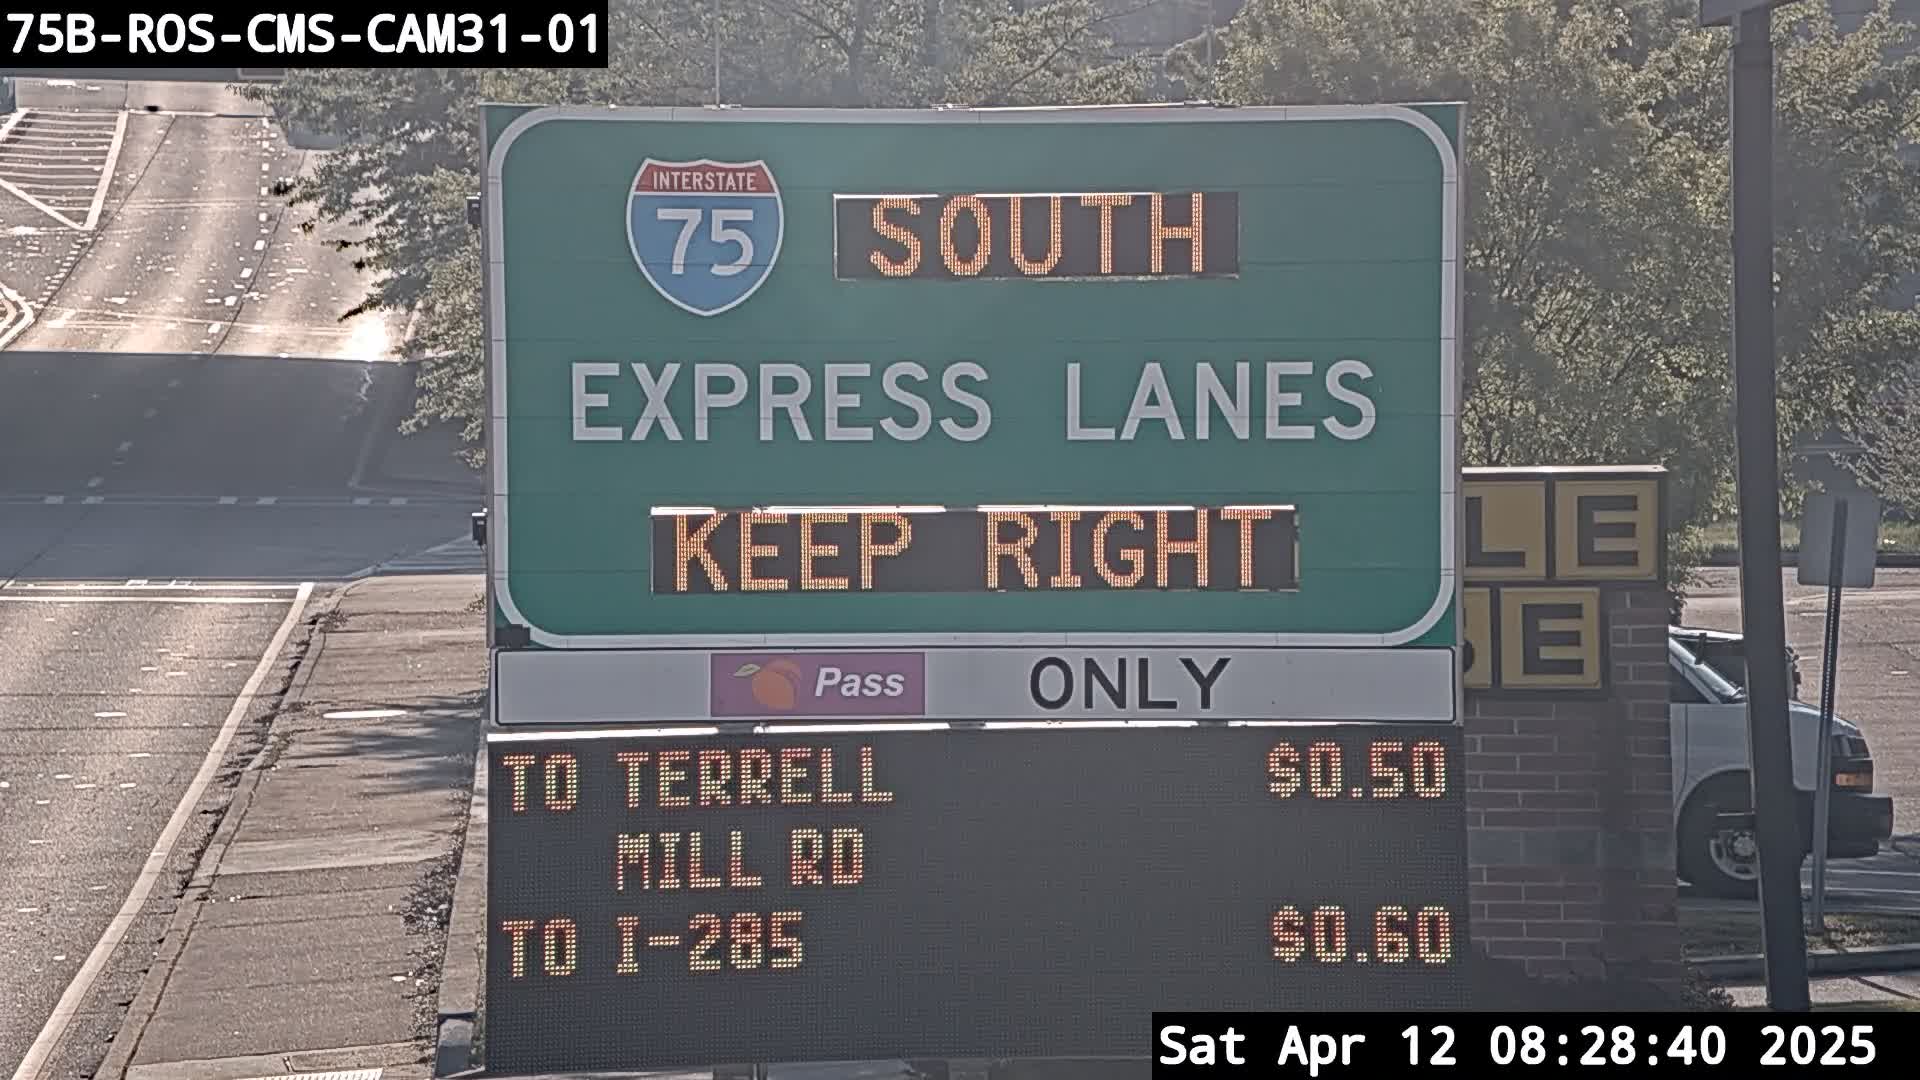 75B-ROS-CMS-CAM31-01
INTERSTATE
75
SOUTH
EXPRESS LANES
KEEP RIGHT
Pass ONLY
TO TERRELL $0.50
MILL RD
TO I-285 $0.60
LE
E
Sat Apr 12 08:28:40 2025